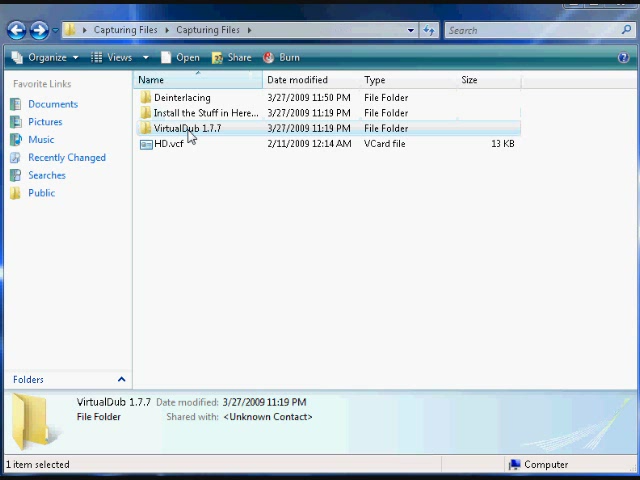 Capturing Files Capturing Files Search
Organize Views Open Share Burn
Favorite Links
Documents
Pictures
Music
Recently Changed
Searches
Public
Folders
Name Date modified Type Size
Deinterlacing 3/27/2009 11:50 PM File Folder
Install the Stuff in Here... 3/27/2009 11:19 PM File Folder
VirtualDub 1.7.7 3/27/2009 11:19 PM File Folder
HD.vcf 2/11/2009 12:14 AM VCard file 13 KB
VirtualDub 1.7.7 Date modified: 3/27/2009 11:19 PM
File Folder Shared with: <Unknown Contact>
1 item selected Computer